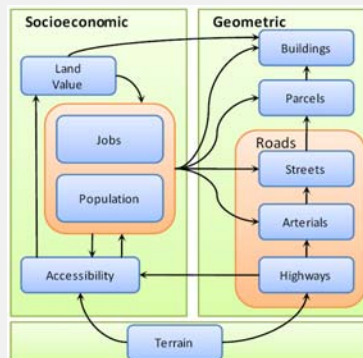 Socioeconomic
Geometric
Buildings
Land
Value
Parcels
Jobs
Roads
Streets
Population
Arterials
Accessibility
Highways
Terrain